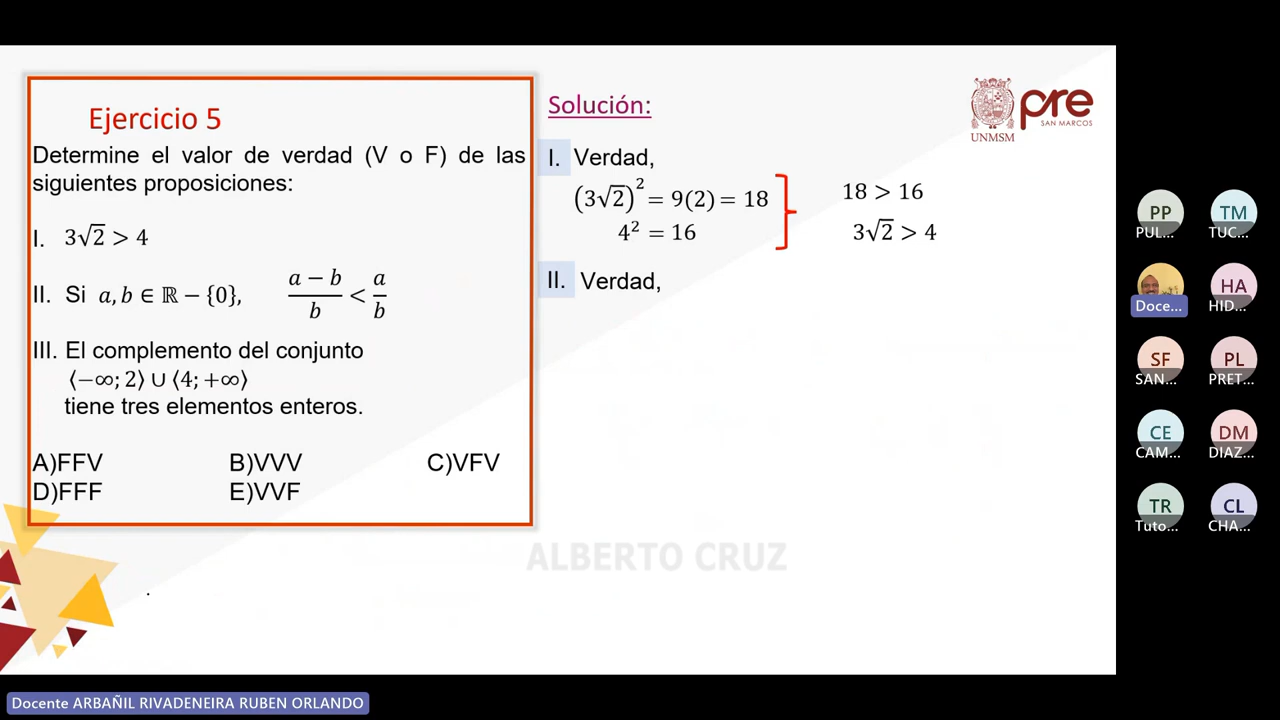 Ejercicio 5
Determine el valor de verdad (V o F) de las
siguientes proposiciones:
I. 3√2 > 4
II. Si a, b ∈ ℝ − {0}, (a − b)/b < a/b
III. El complemento del conjunto
⟨−∞; 2⟩ ∪ ⟨4; +∞⟩
tiene tres elementos enteros.
A)FFV B)VVV C)VFV
D)FFF E)VVF
Solución:
I. Verdad,
(3√2)² = 9(2) = 18
4² = 16
18 > 16
3√2 > 4
II. Verdad,
UNMSM
pre
SAN MARCOS
ALBERTO CRUZ
PP TM
PUL... TUC...
HA
Doce... HID...
SF PL
SAN... PRET...
CE DM
CAM... DIAZ...
TR CL
Tuto... CHA...
Docente ARBAÑIL RIVADENEIRA RUBEN ORLANDO